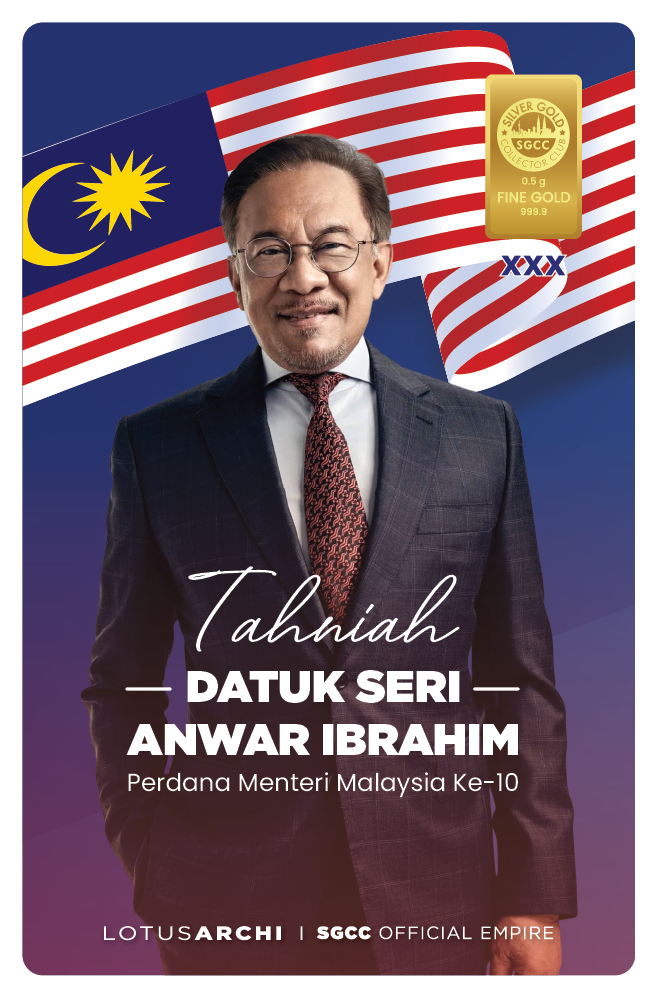 SILVER GOLD
SGCC
COLLECTOR CLUB
0.5 g
FINE GOLD
999.9
XXX
Tahniah
DATUK SERI
ANWAR IBRAHIM
Perdana Menteri Malaysia Ke-10
LOTUSARCHI | SGCC OFFICIAL EMPIRE